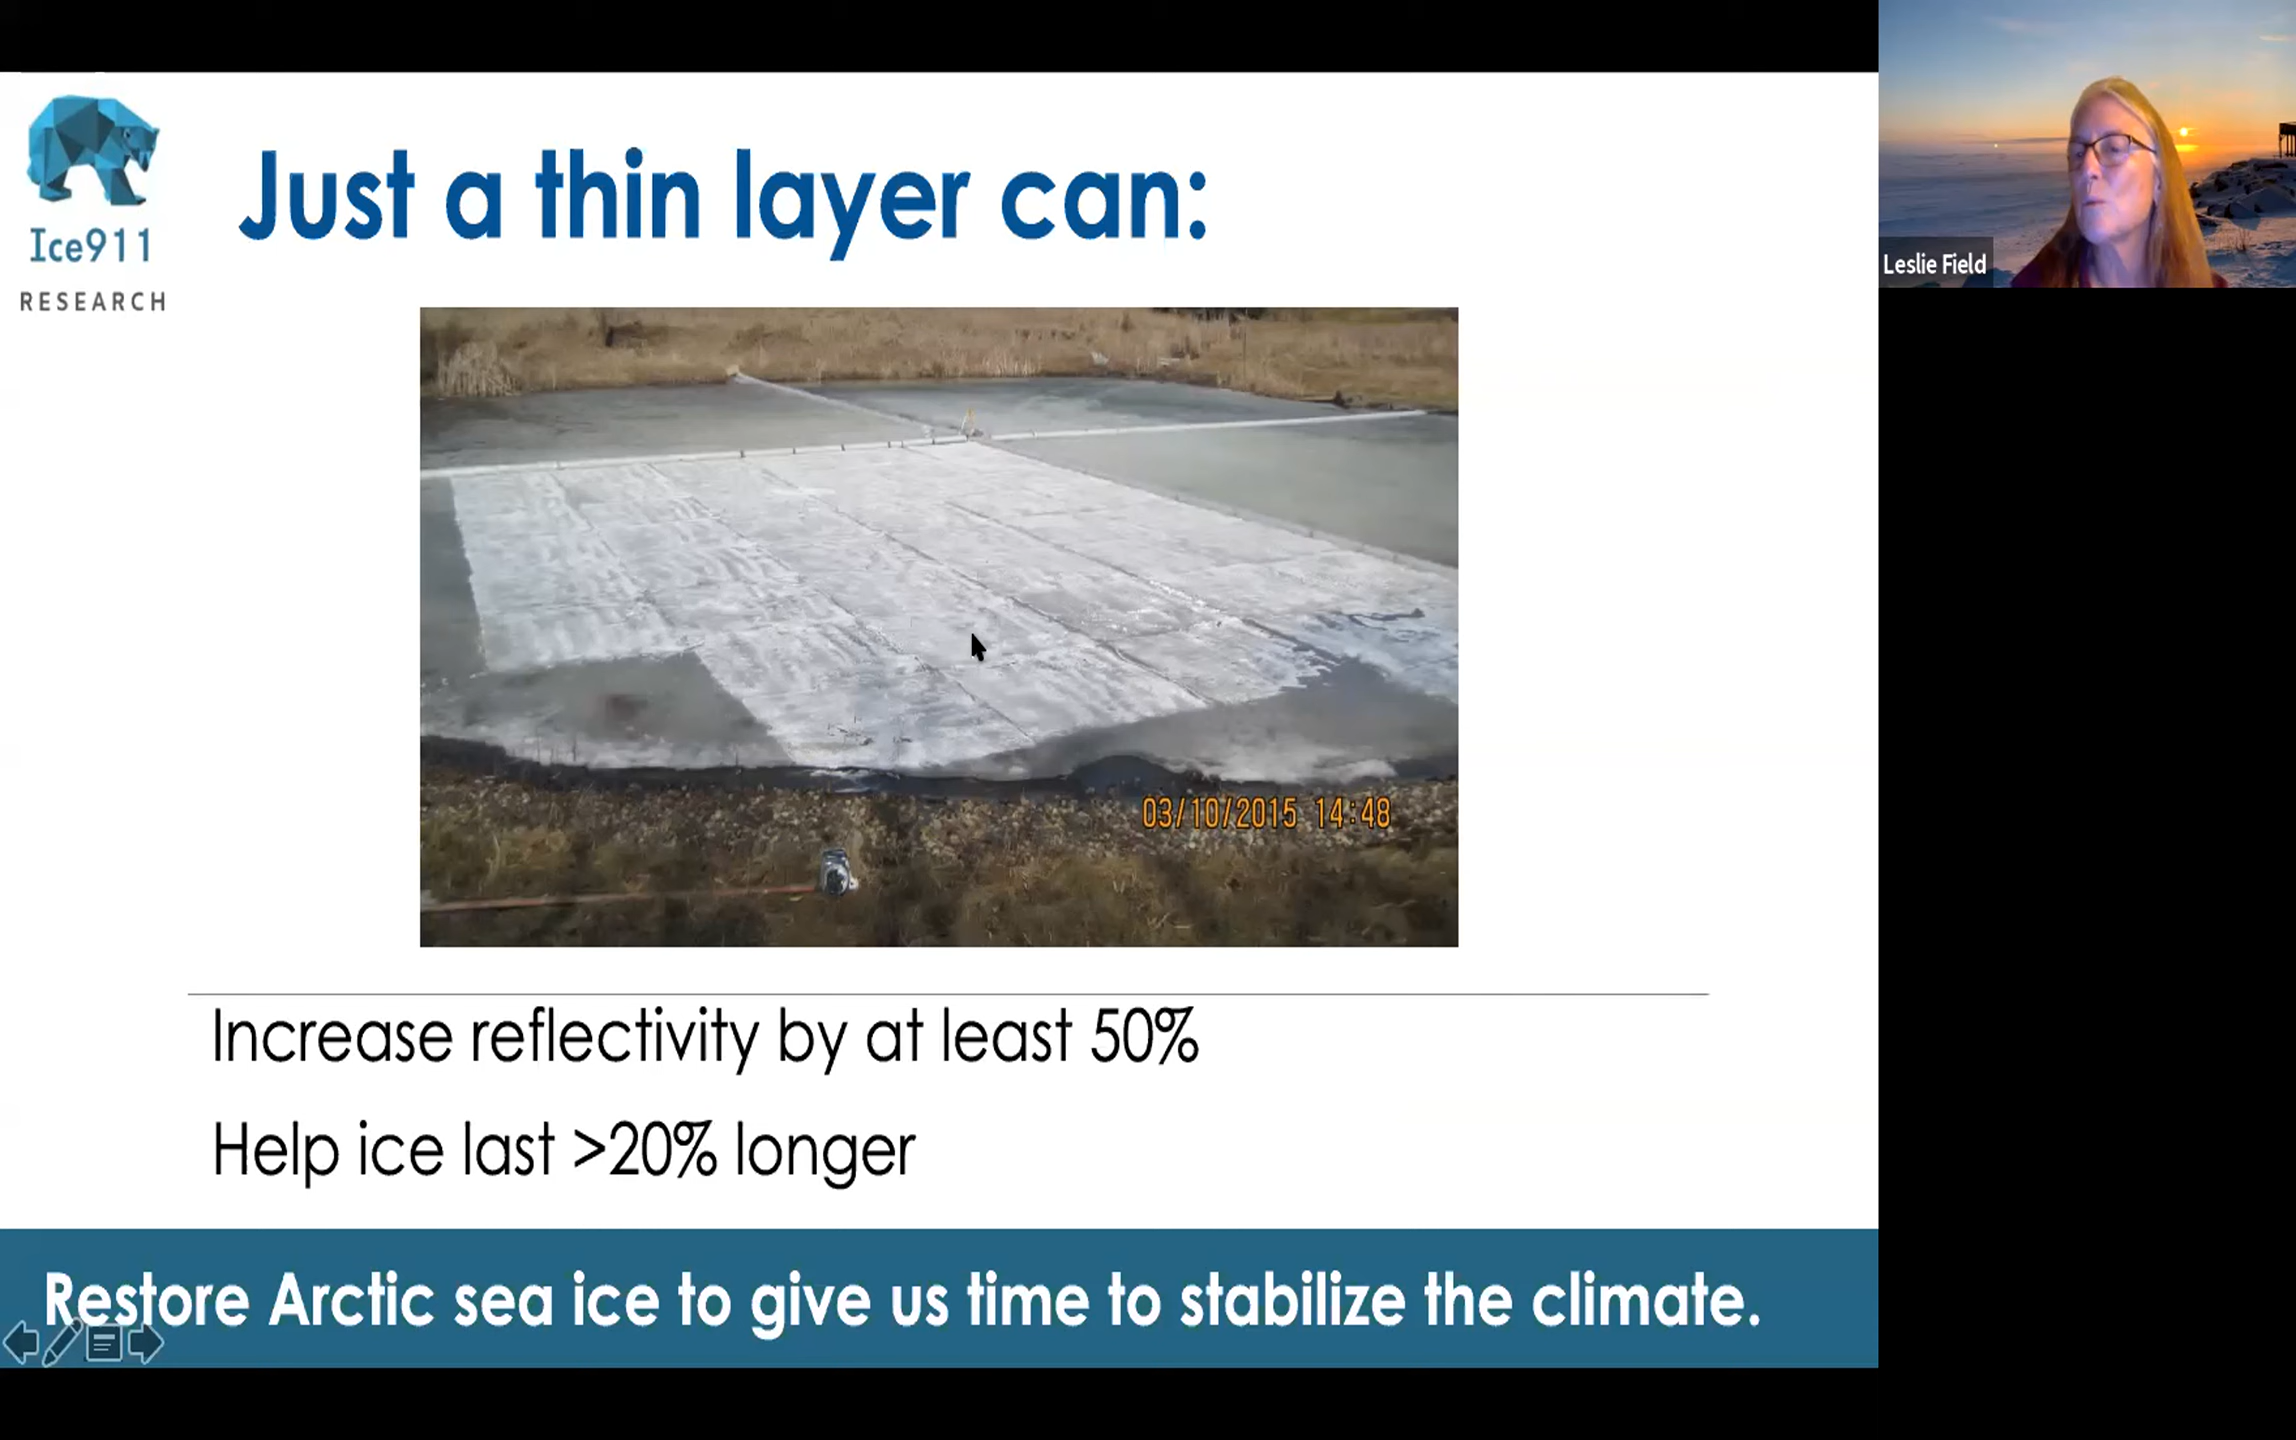 Ice911
RESEARCH
Just a thin layer can:
Leslie Field
03/10/2015 14:48
Increase reflectivity by at least 50%
Help ice last >20% longer
Restore Arctic sea ice to give us time to stabilize the climate.